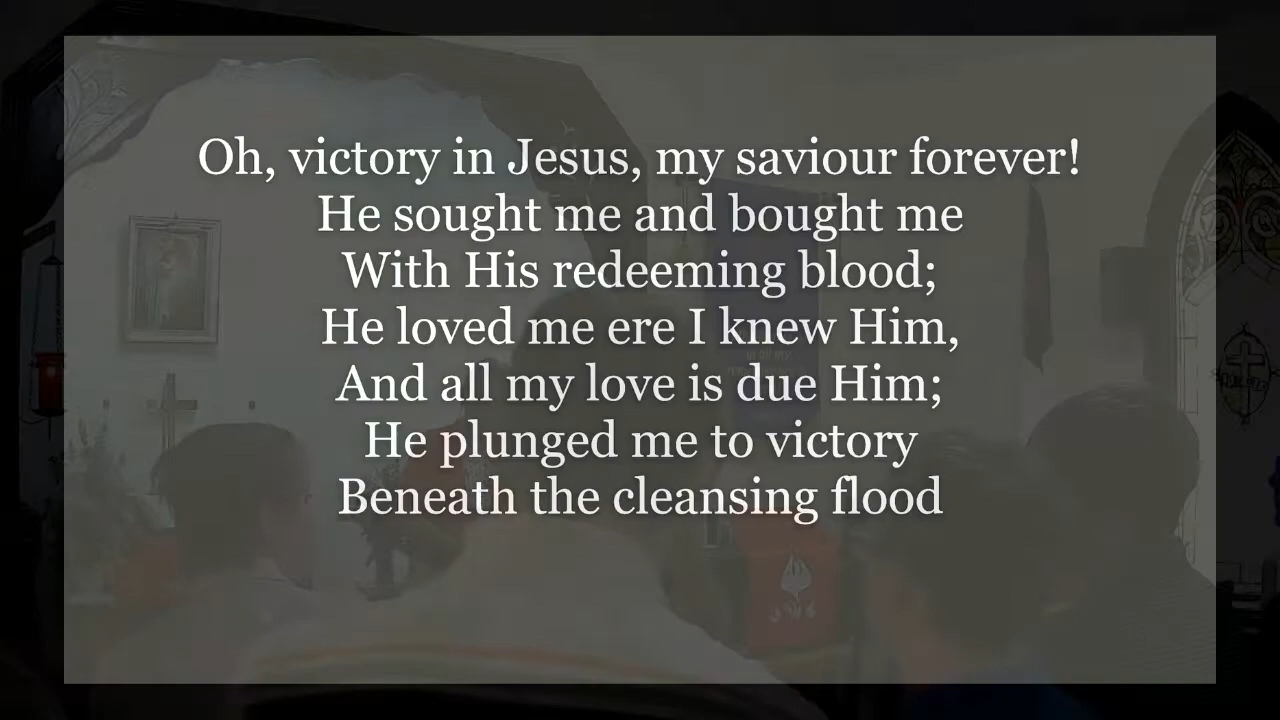 Oh, victory in Jesus, my saviour forever!
He sought me and bought me
With His redeeming blood;
He loved me ere I knew Him,
And all my love is due Him;
He plunged me to victory
Beneath the cleansing flood